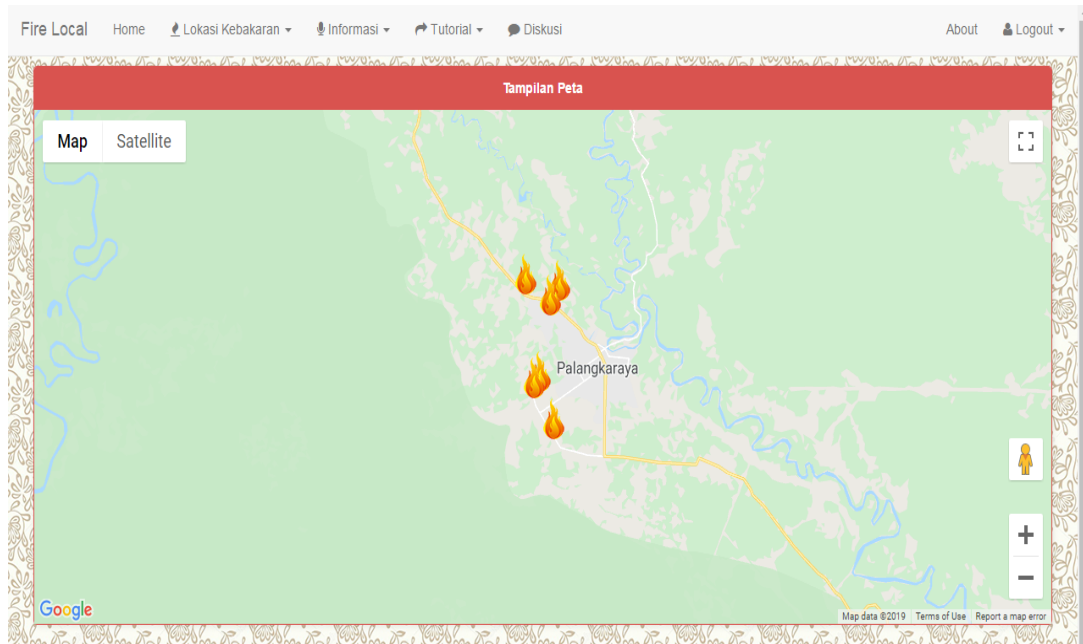 Fire Local Home Lokasi Kebakaran Informasi Tutorial Diskusi About Logout
Tampilan Peta
Map Satellite
Palangkaraya
Google
Map data ©2019 Terms of Use Report a map error